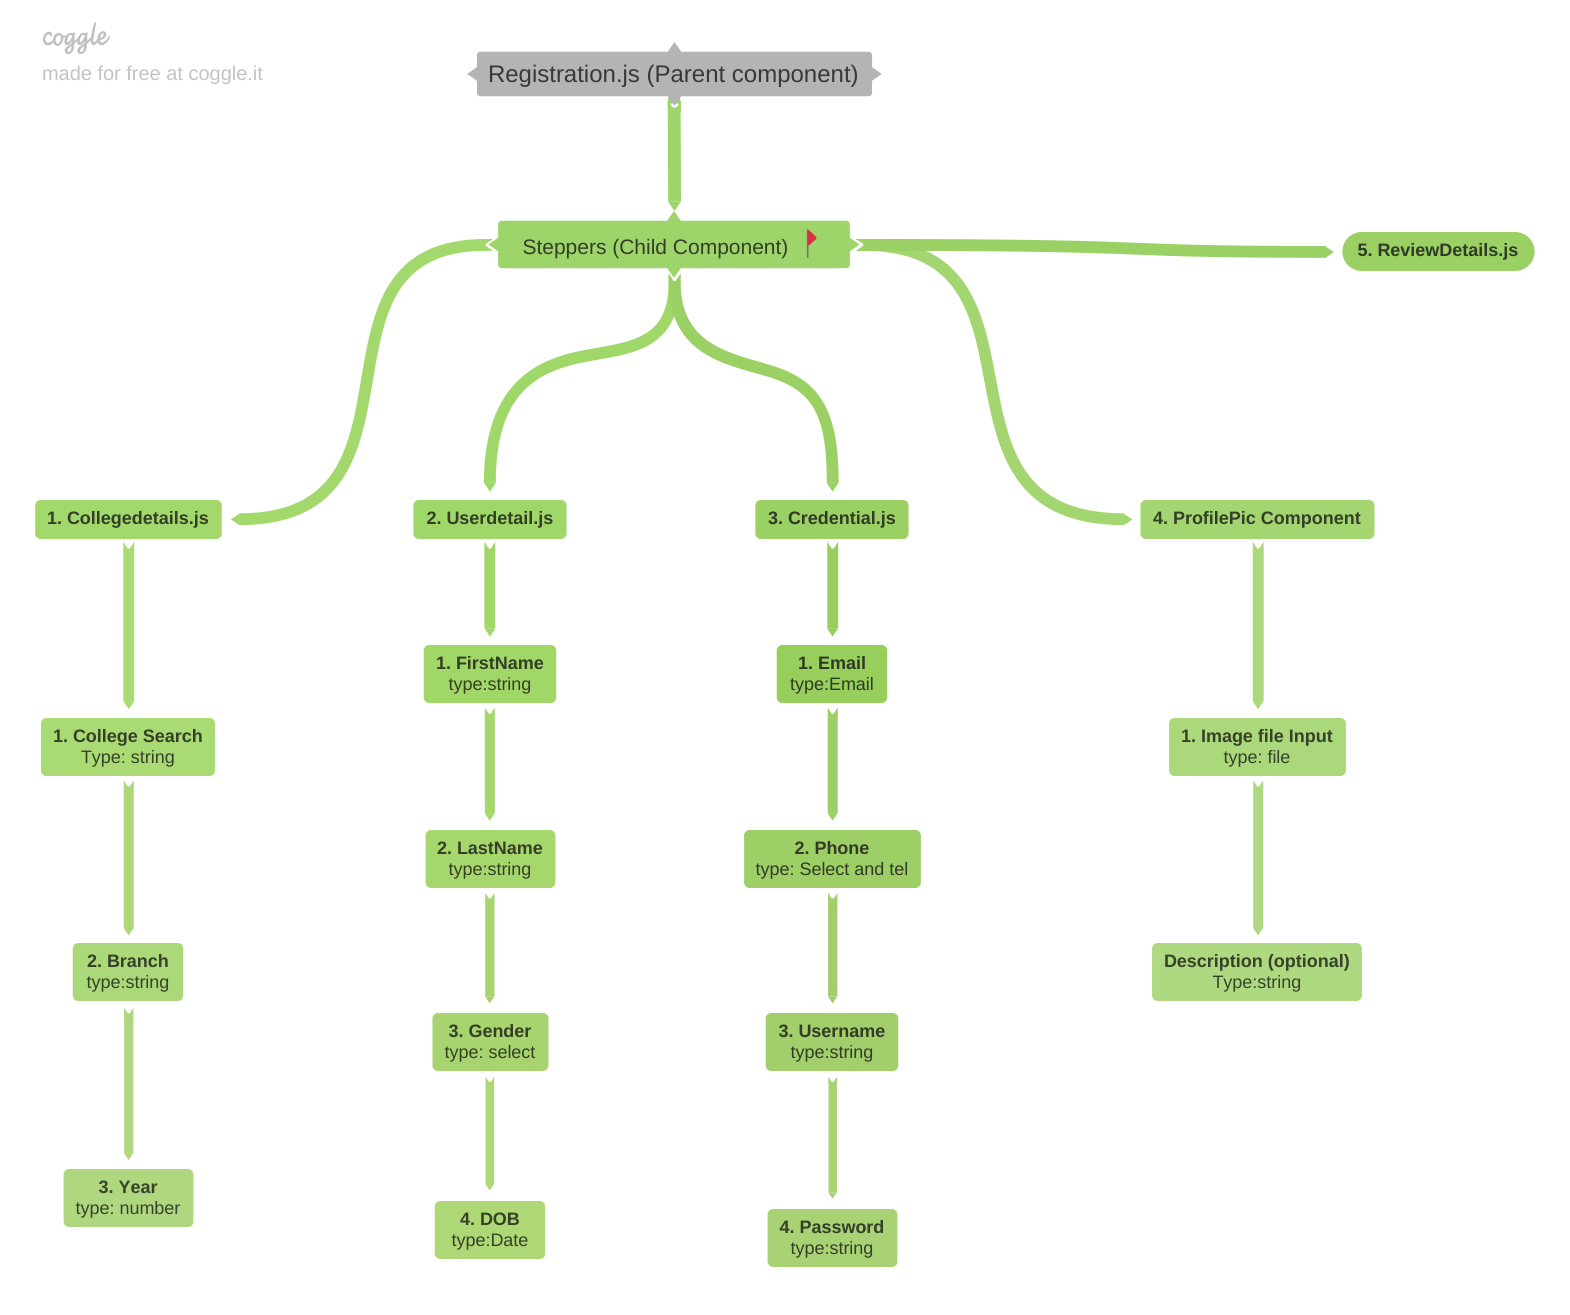 coggle
made for free at coggle.it
Registration.js (Parent component)
Steppers (Child Component)
5. ReviewDetails.js
1. Collegedetails.js
2. Userdetail.js
3. Credential.js
4. ProfilePic Component
1. FirstName
type:string
1. Email
type:Email
1. College Search
Type: string
1. Image file Input
type: file
2. LastName
type:string
2. Phone
type: Select and tel
2. Branch
type:string
Description (optional)
Type:string
3. Gender
type: select
3. Username
type:string
3. Year
type: number
4. DOB
type:Date
4. Password
type:string